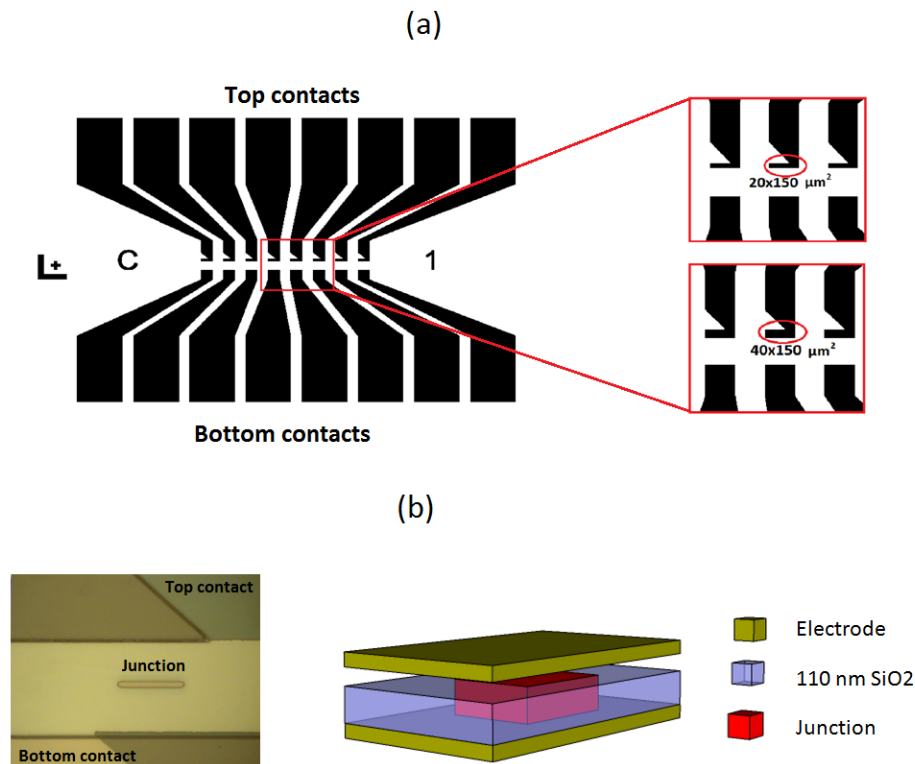 (a)
Top contacts
20x150 µm²
C
1
40x150 µm²
Bottom contacts
(b)
Top contact
Junction
Bottom contact
Electrode
110 nm SiO2
Junction